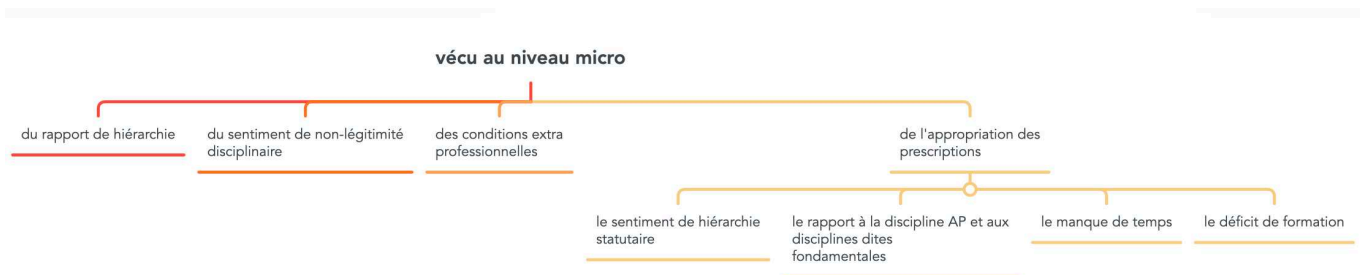 vécu au niveau micro
du rapport de hiérarchie
du sentiment de non-légitimité
disciplinaire
des conditions extra
professionnelles
de l'appropriation des
prescriptions
le sentiment de hiérarchie
statutaire
le rapport à la discipline AP et aux
disciplines dites
fondamentales
le manque de temps
le déficit de formation